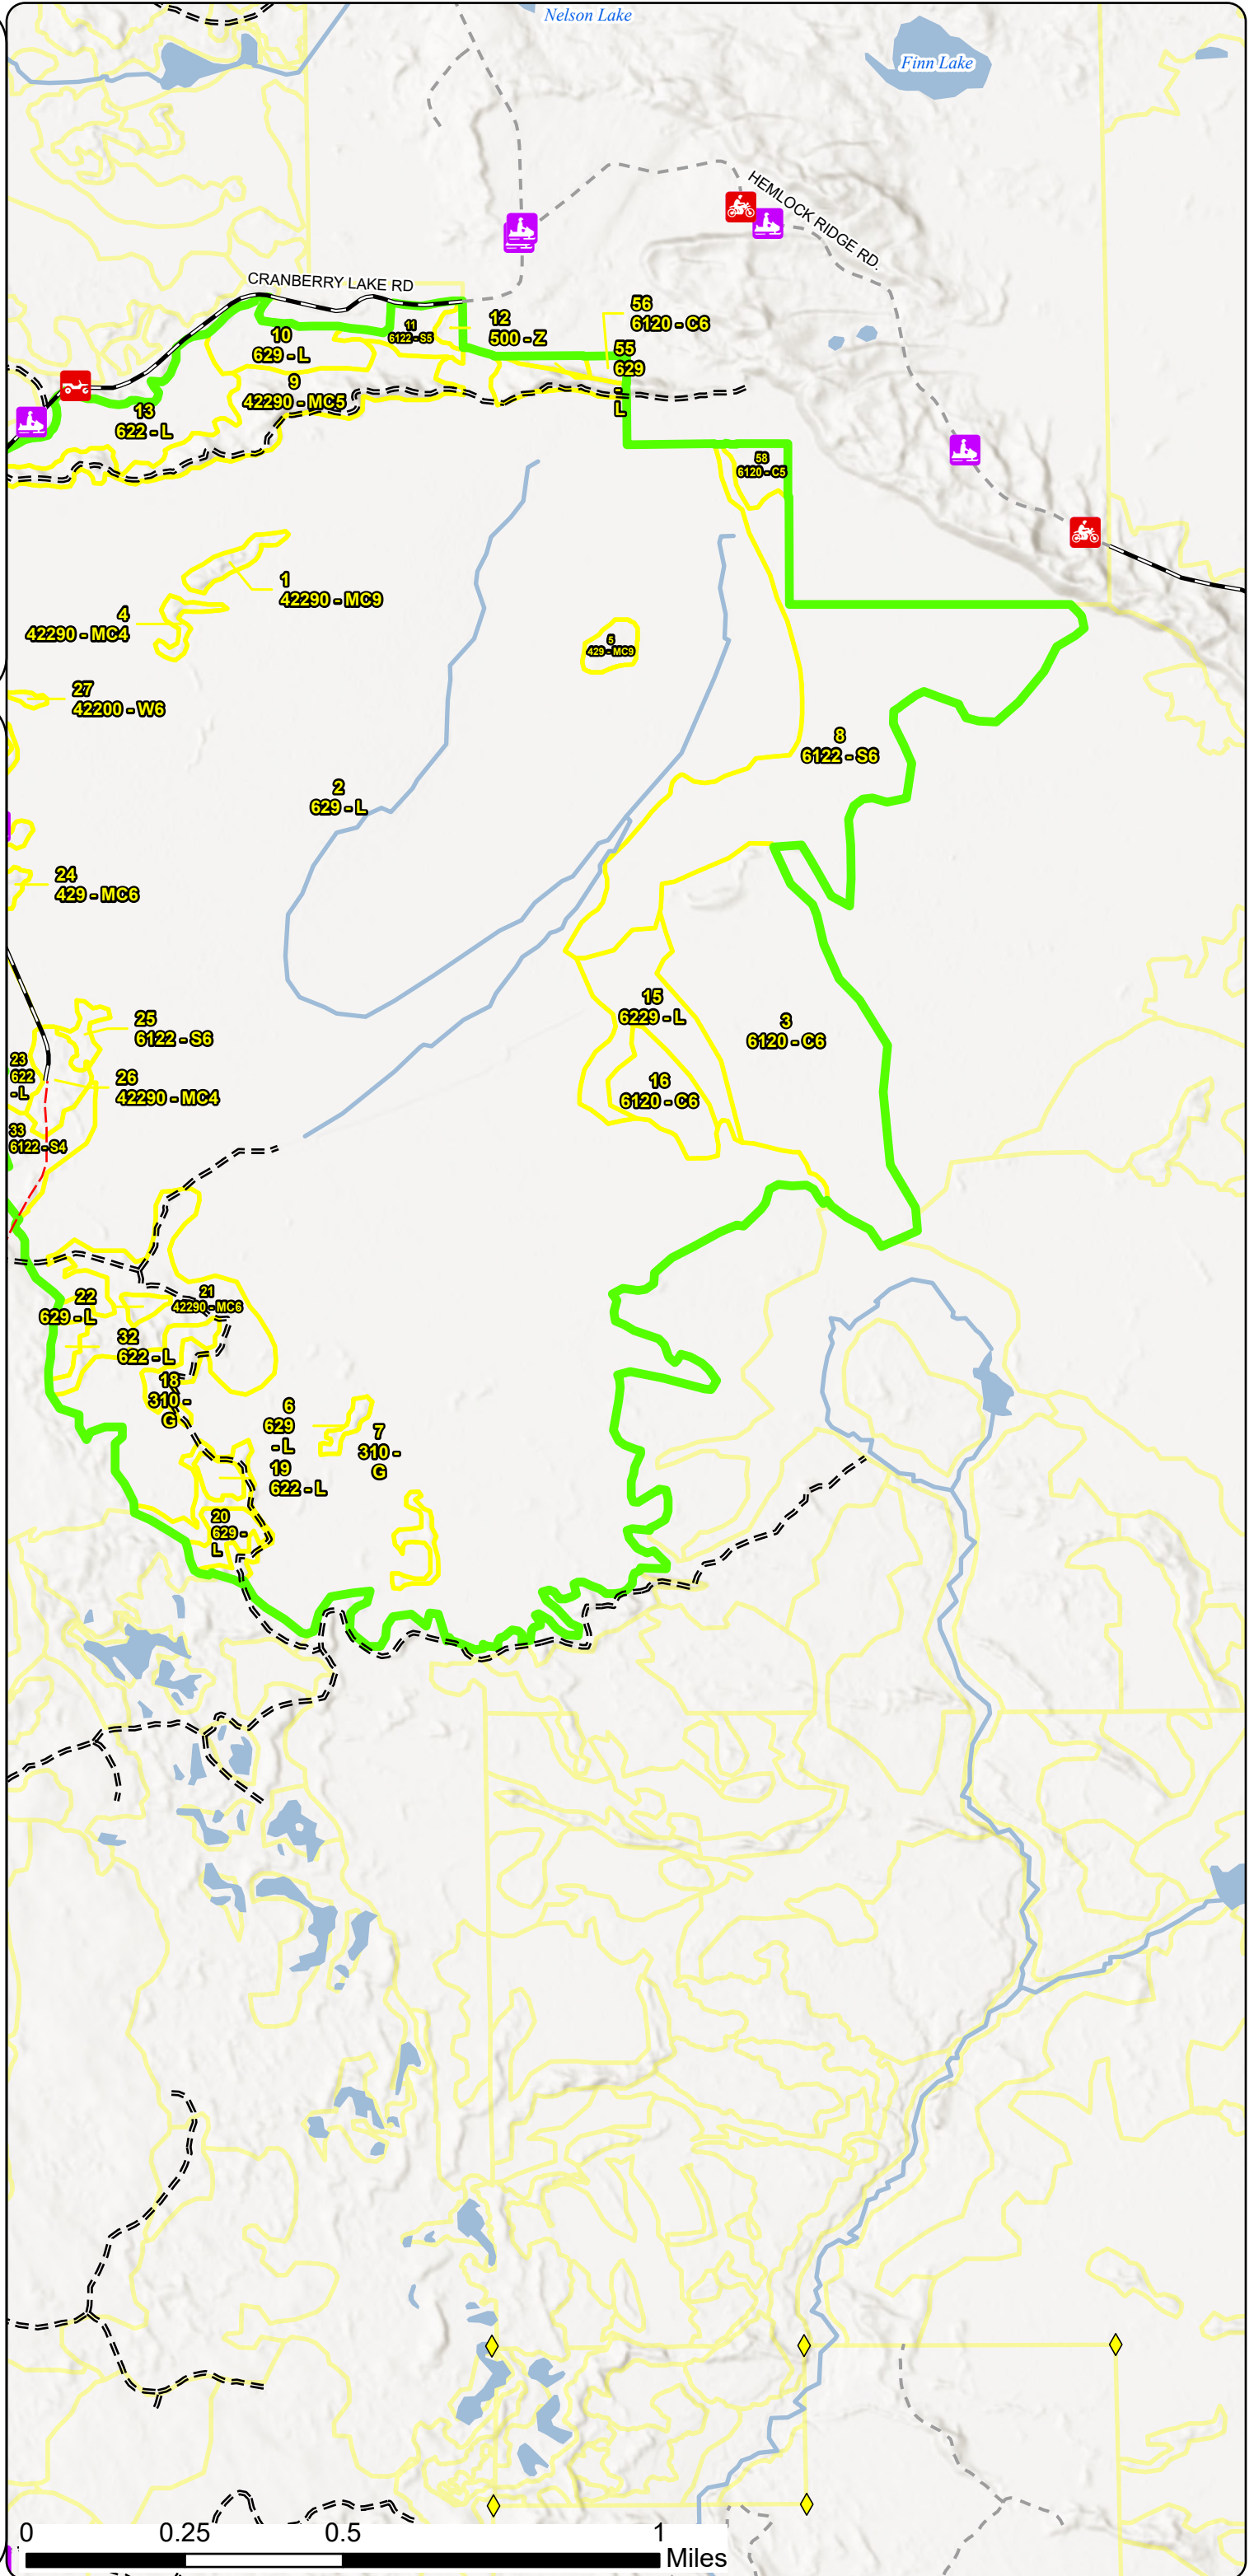 Nelson Lake
Finn Lake
HEMLOCK RIDGE RD.
CRANBERRY LAKE RD
56
6120 - C6
12
500 - Z
11
6122 - S5
10
629 - L
55
629
-
L
9
42290 - MC5
13
622 - L
58
6120 - C5
1
42290 - MC9
4
42290 - MC4
5
429 - MC9
27
42200 - W6
8
6122 - S6
2
629 - L
24
429 - MC6
15
6229 - L
3
6120 - C6
25
6122 - S6
23
622
- L
26
42290 - MC4
16
6120 - C6
33
6122 - S4
21
42290 - MC6
22
629 - L
32
622 - L
18
310 -
G
6
629
- L
7
310 -
G
19
622 - L
20
629 -
L
0 0.25 0.5 1
Miles